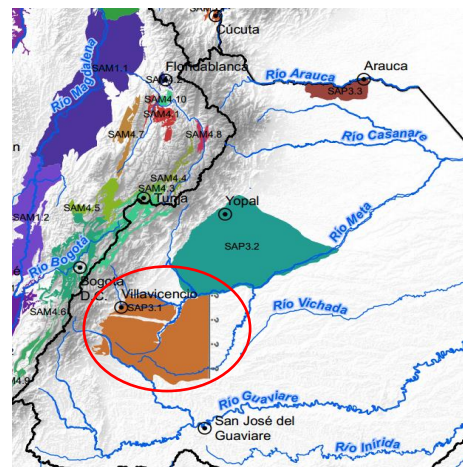 Cúcuta
SAM1.1
Floridablanca
Río Arauca
Arauca
Río Magdalena
SAM4.10
SAP3.3
SAM4.1
SAM4.7
SAM4.8
Río Casanare
SAM4.4
SAM4.3
Tunja
Yopal
SAM4.5
SAM1.2
Río Meta
SAP3.2
Río Bogotá
Bogotá
D.C.
Villavicencio
SAP3.1
Río Vichada
SAM4.6
Río Guaviare
San José del
Guaviare
Río Inírida